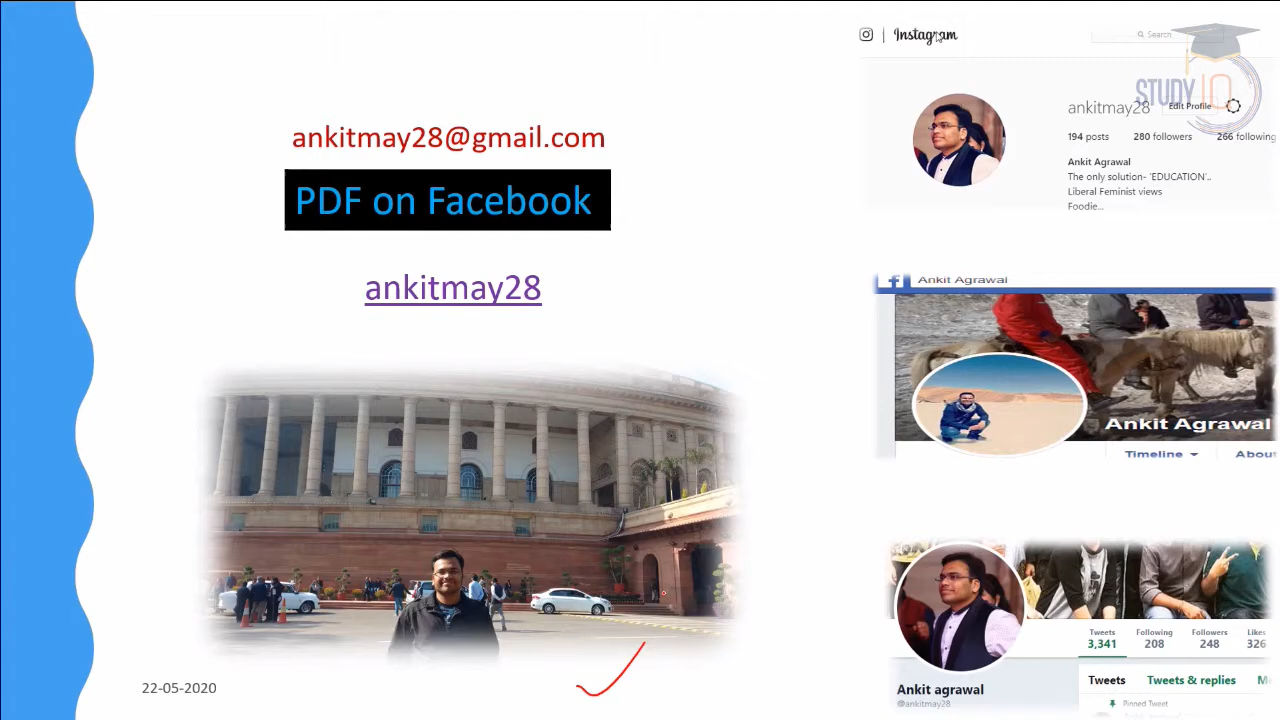 ankitmay28@gmail.com
PDF on Facebook
ankitmay28
22-05-2020
Instagram
Search
STUDY IQ
ankitmay28 Edit Profile
194 posts 280 followers 266 following
Ankit Agrawal
The only solution- 'EDUCATION'..
Liberal Feminist views
Foodie...
Ankit Agrawal
Ankit Agrawal
Timeline About
Tweets Following Followers Likes
3,341 208 248 326
Ankit agrawal
@ankitmay28
Tweets Tweets & replies
Pinned Tweet